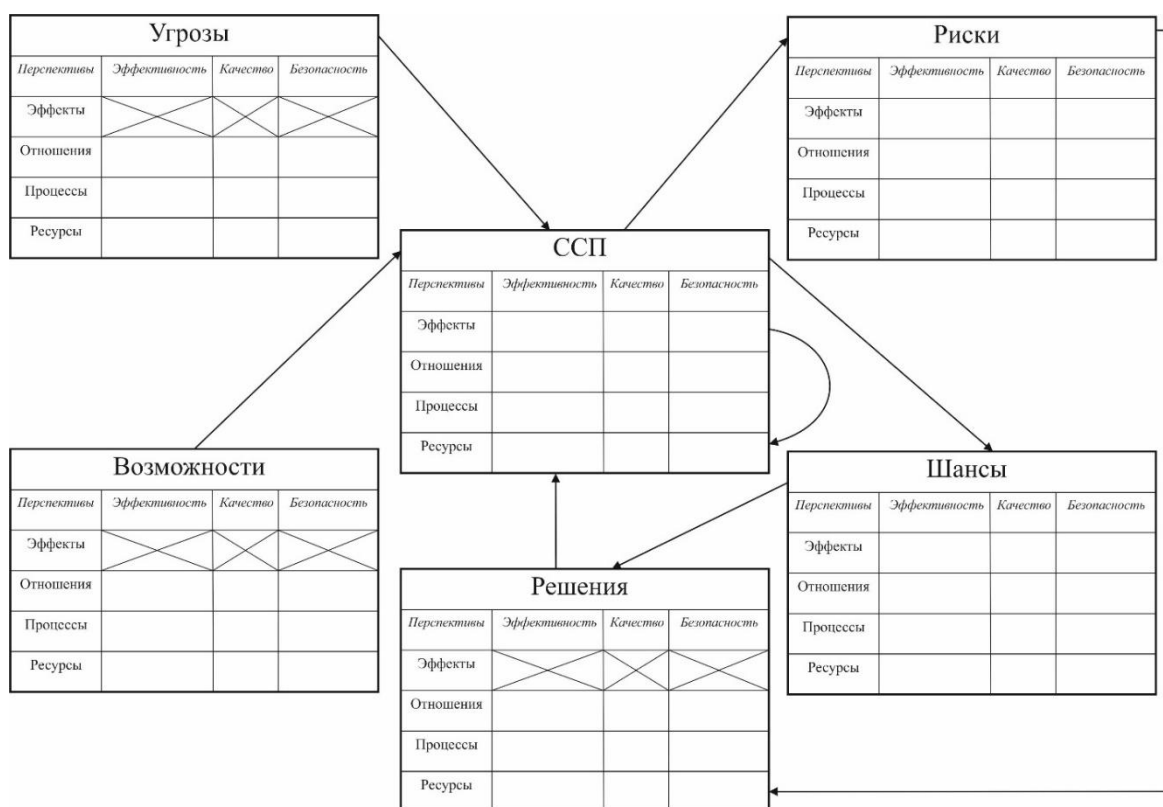 Угрозы
Перспективы Эффективность Качество Безопасность
Эффекты
Отношения
Процессы
Ресурсы
Риски
Перспективы Эффективность Качество Безопасность
Эффекты
Отношения
Процессы
Ресурсы
ССП
Перспективы Эффективность Качество Безопасность
Эффекты
Отношения
Процессы
Ресурсы
Возможности
Перспективы Эффективность Качество Безопасность
Эффекты
Отношения
Процессы
Ресурсы
Шансы
Перспективы Эффективность Качество Безопасность
Эффекты
Отношения
Процессы
Ресурсы
Решения
Перспективы Эффективность Качество Безопасность
Эффекты
Отношения
Процессы
Ресурсы